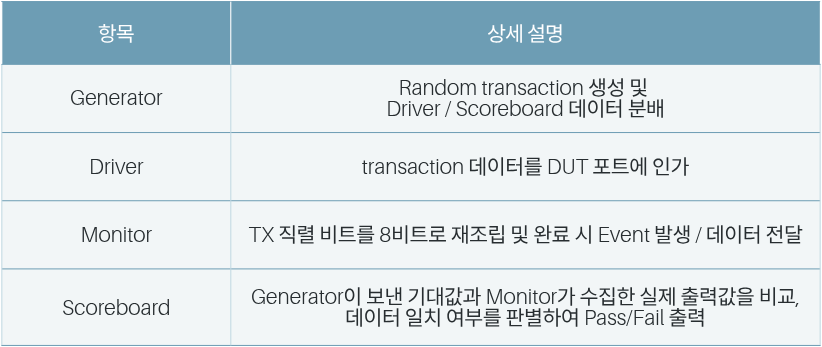 항목
상세 설명
Generator
Random transaction 생성 및
Driver / Scoreboard 데이터 분배
Driver
transaction 데이터를 DUT 포트에 인가
Monitor
TX 직렬 비트를 8비트로 재조립 및 완료 시 Event 발생 / 데이터 전달
Scoreboard
Generator이 보낸 기대값과 Monitor가 수집한 실제 출력값을 비교,
데이터 일치 여부를 판별하여 Pass/Fail 출력